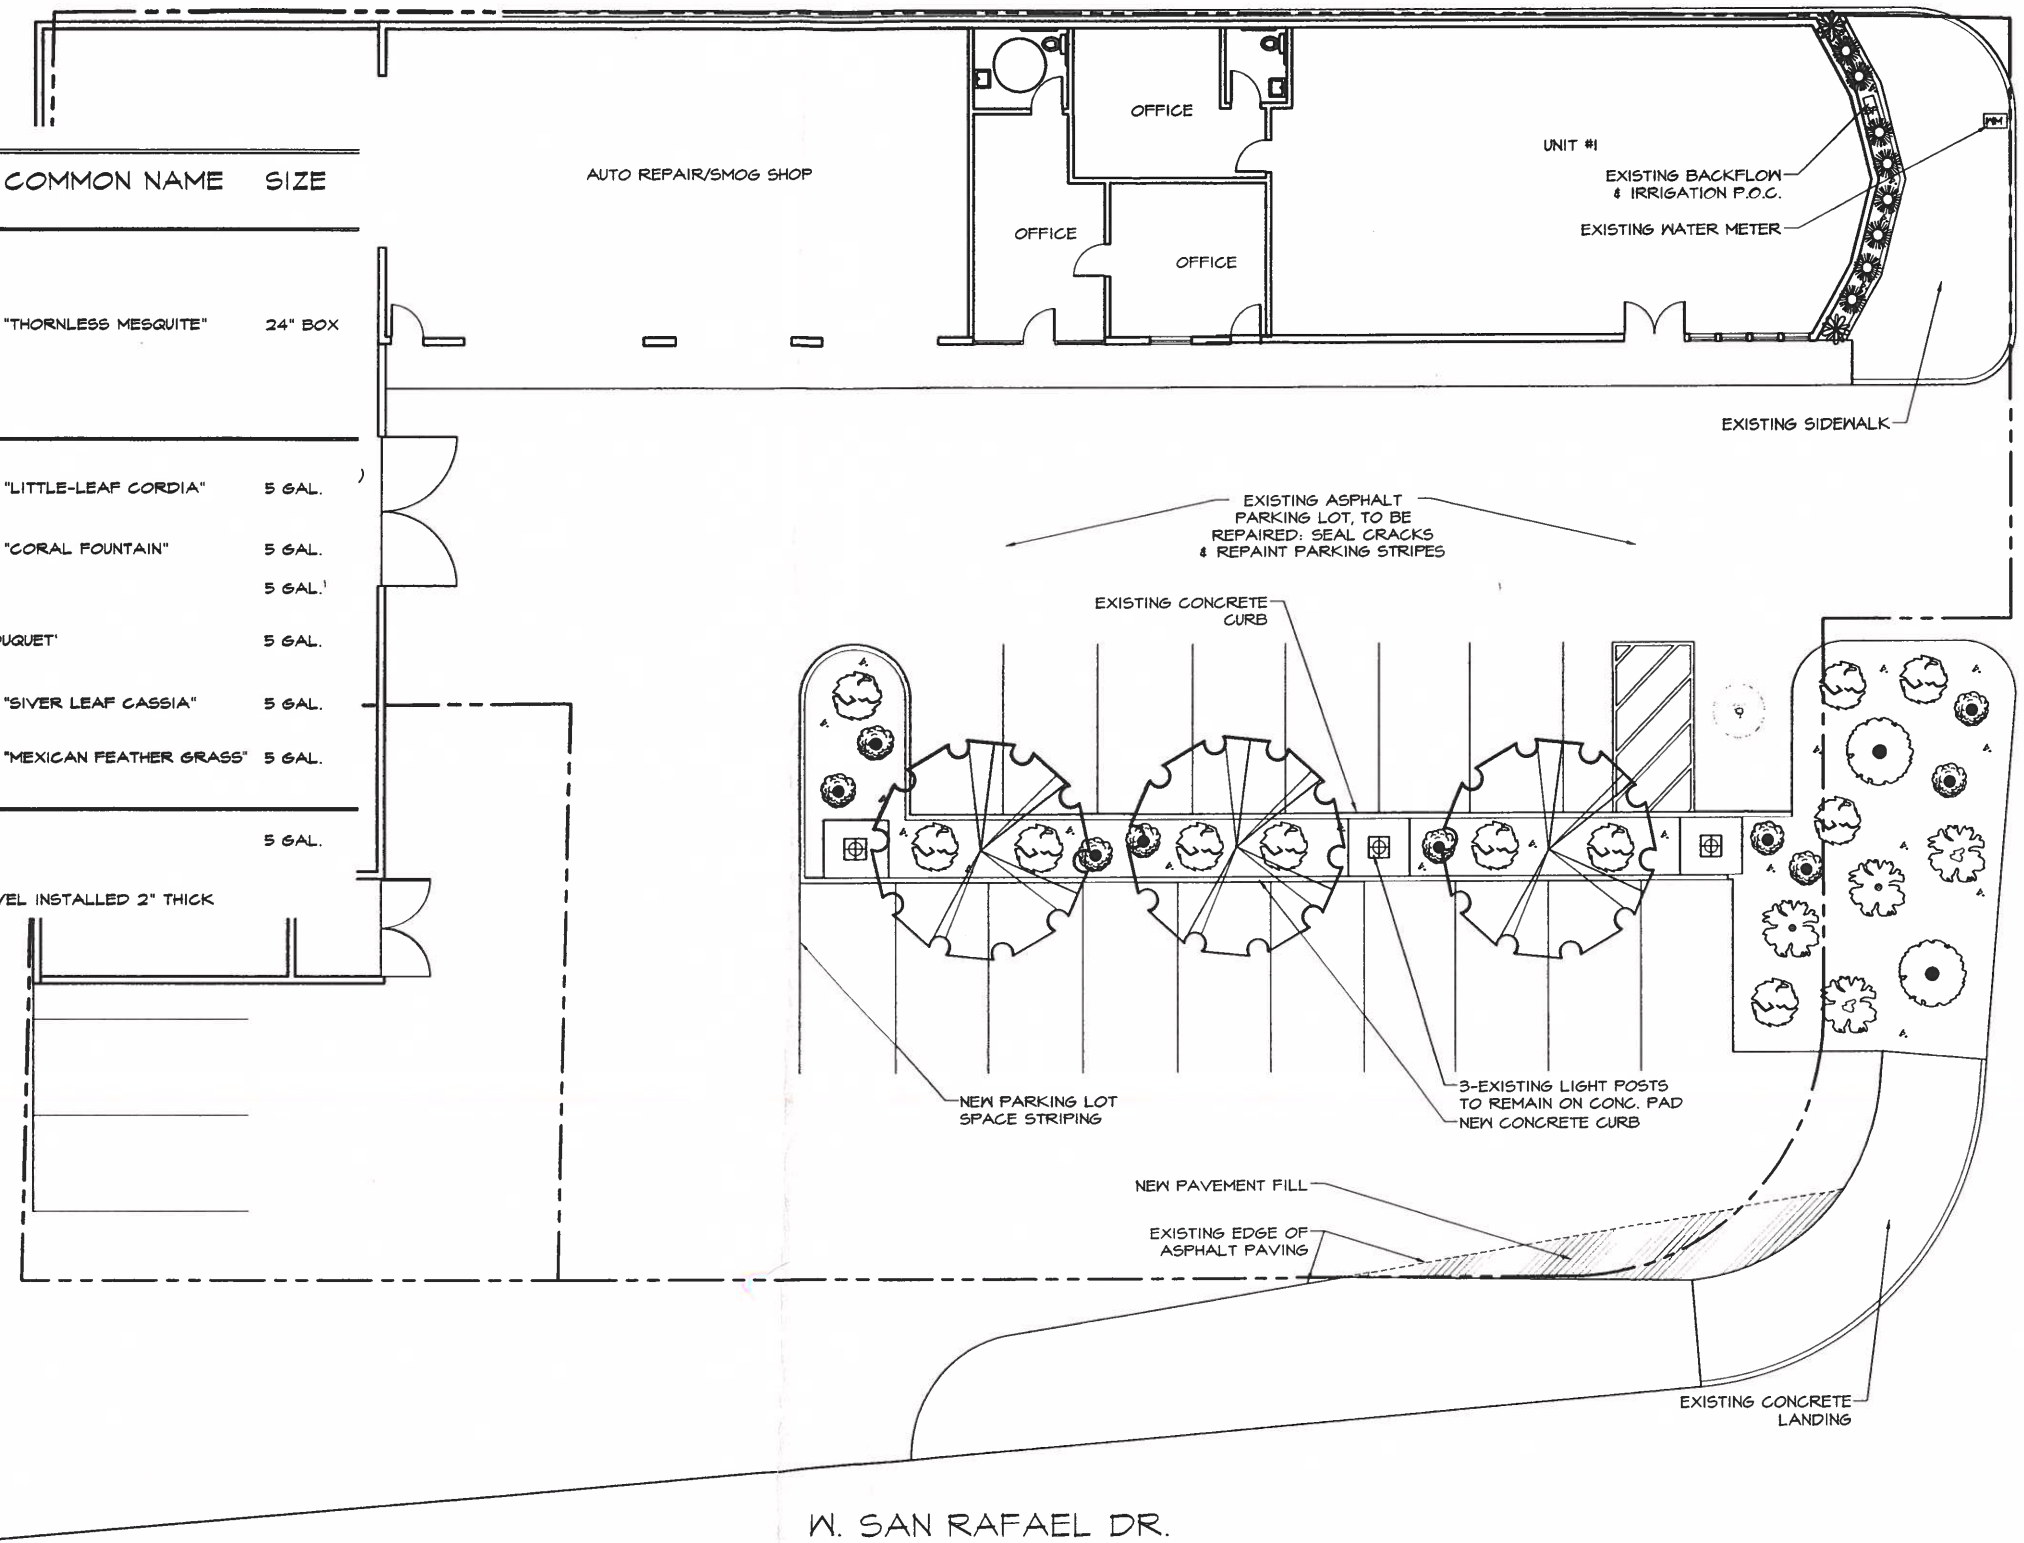 OFFICE
AUTO REPAIR/SMOG SHOP
OFFICE
OFFICE
UNIT #1
EXISTING BACKFLOW
& IRRIGATION P.O.C.
EXISTING WATER METER
WM
EXISTING SIDEWALK
COMMON NAME SIZE
"THORNLESS MESQUITE" 24" BOX
"LITTLE-LEAF CORDIA" 5 GAL.
"CORAL FOUNTAIN" 5 GAL.
5 GAL.'
UQUET' 5 GAL.
"SIVER LEAF CASSIA" 5 GAL.
"MEXICAN FEATHER GRASS" 5 GAL.
5 GAL.
VEL INSTALLED 2" THICK
EXISTING ASPHALT
PARKING LOT, TO BE
REPAIRED: SEAL CRACKS
& REPAINT PARKING STRIPES
EXISTING CONCRETE
CURB
NEW PARKING LOT
SPACE STRIPING
3-EXISTING LIGHT POSTS
TO REMAIN ON CONC. PAD
NEW CONCRETE CURB
NEW PAVEMENT FILL
EXISTING EDGE OF
ASPHALT PAVING
EXISTING CONCRETE
LANDING
W. SAN RAFAEL DR.